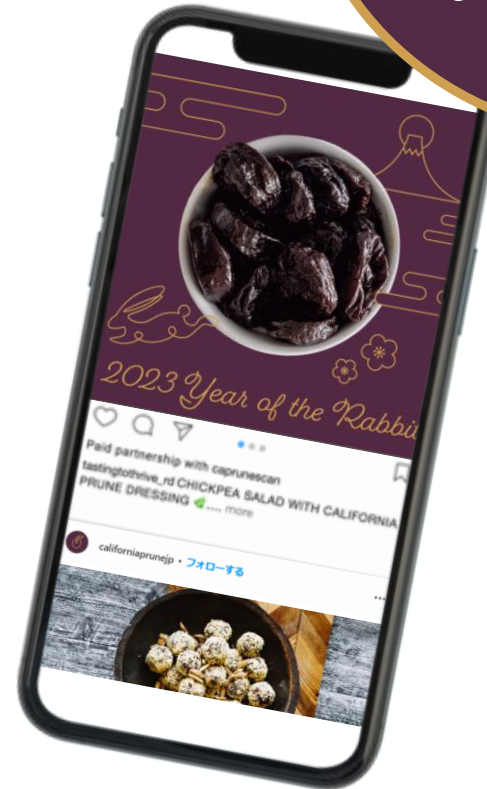 2023 Year of the Rabbit
Paid partnership with caprunescan
tastingtothrive_rd CHICKPEA SALAD WITH CALIFORNIA
PRUNE DRESSING 🌿.... more
californiaprunejp • フォローする